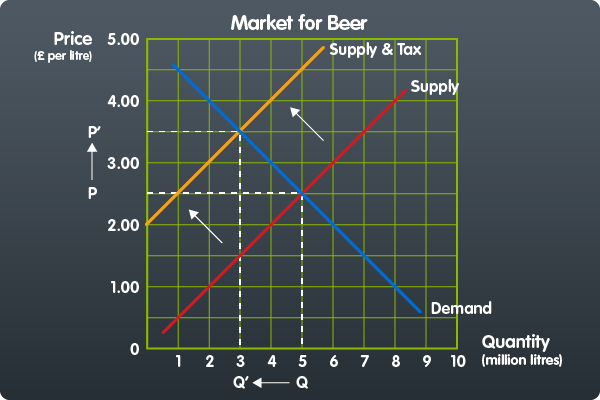 Market for Beer
Price
(£ per litre)
5.00
Supply & Tax
Supply
4.00
P′
3.00
P
2.00
1.00
Demand
0
Quantity
(million litres)
1 2 3 4 5 6 7 8 9 10
Q′ Q